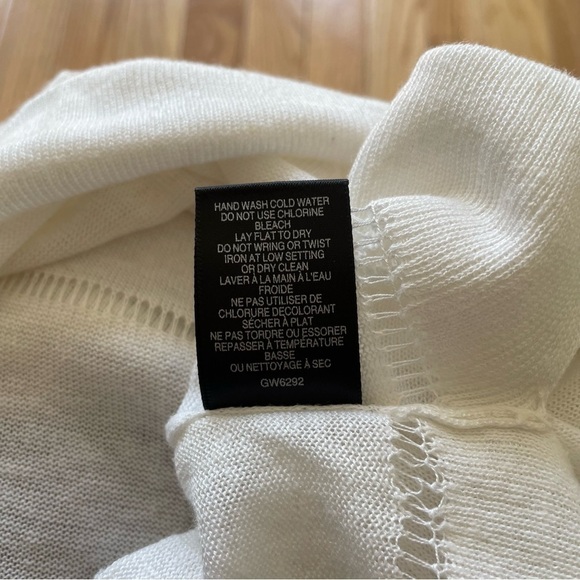 HAND WASH COLD WATER
DO NOT USE CHLORINE
BLEACH
LAY FLAT TO DRY
DO NOT WRING OR TWIST
IRON AT LOW SETTING
OR DRY CLEAN
LAVER À LA MAIN À L'EAU
FROIDE
NE PAS UTILISER DE
CHLORURE DECOLORANT
SÉCHER À PLAT
NE PAS TORDRE OU ESSORER
REPASSER À TEMPÉRATURE
BASSE
OU NETTOYAGE À SEC
GW6292